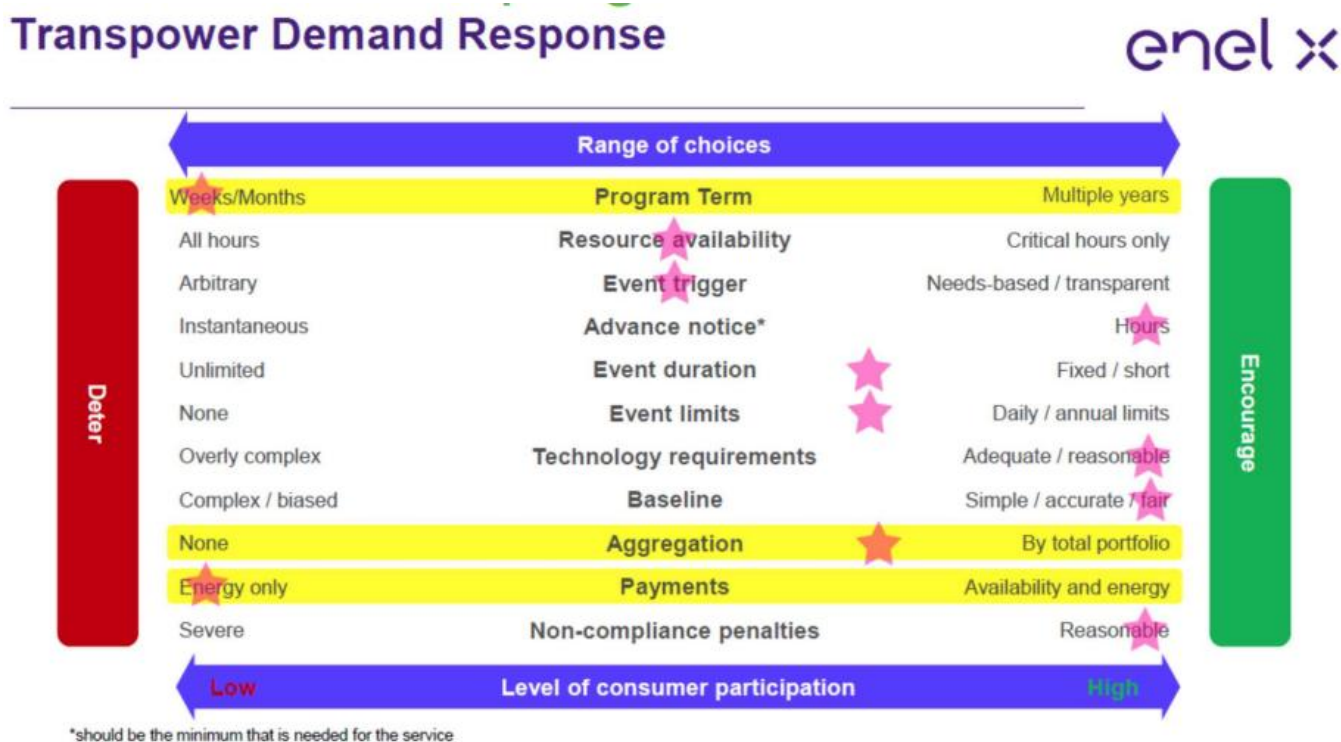 Transpower Demand Response
enel x
Range of choices
Weeks/Months Program Term Multiple years
All hours Resource availability Critical hours only
Arbitrary Event trigger Needs-based / transparent
Instantaneous Advance notice* Hours
Unlimited Event duration Fixed / short
None Event limits Daily / annual limits
Overly complex Technology requirements Adequate / reasonable
Complex / biased Baseline Simple / accurate / fair
None Aggregation By total portfolio
Energy only Payments Availability and energy
Severe Non-compliance penalties Reasonable
Deter
Encourage
Low Level of consumer participation High
*should be the minimum that is needed for the service